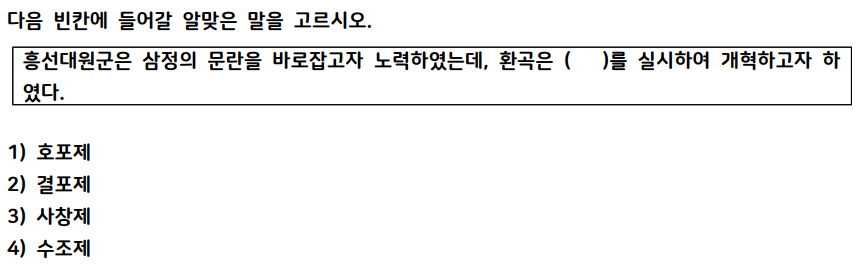 다음 빈칸에 들어갈 알맞은 말을 고르시오.
흥선대원군은 삼정의 문란을 바로잡고자 노력하였는데, 환곡은 (    )를 실시하여 개혁하고자 하
였다.
1) 호포제
2) 결포제
3) 사창제
4) 수조제